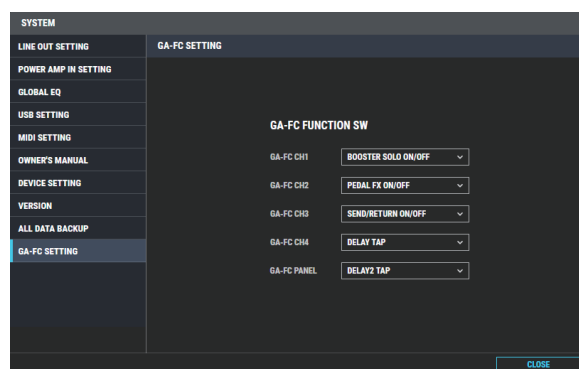 SYSTEM
LINE OUT SETTING
POWER AMP IN SETTING
GLOBAL EQ
USB SETTING
MIDI SETTING
OWNER'S MANUAL
DEVICE SETTING
VERSION
ALL DATA BACKUP
GA-FC SETTING
GA-FC SETTING
GA-FC FUNCTION SW
GA-FC CH1 BOOSTER SOLO ON/OFF
GA-FC CH2 PEDAL FX ON/OFF
GA-FC CH3 SEND/RETURN ON/OFF
GA-FC CH4 DELAY TAP
GA-FC PANEL DELAY2 TAP
CLOSE